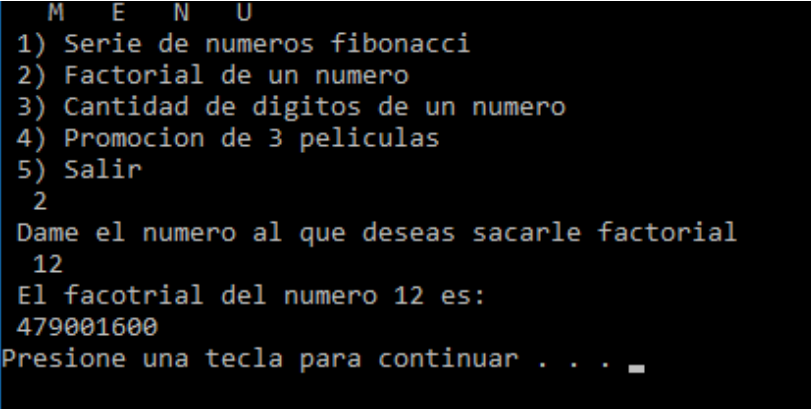 M E N U
1) Serie de numeros fibonacci
2) Factorial de un numero
3) Cantidad de digitos de un numero
4) Promocion de 3 peliculas
5) Salir
2
Dame el numero al que deseas sacarle factorial
12
El facotrial del numero 12 es:
479001600
Presione una tecla para continuar . . .